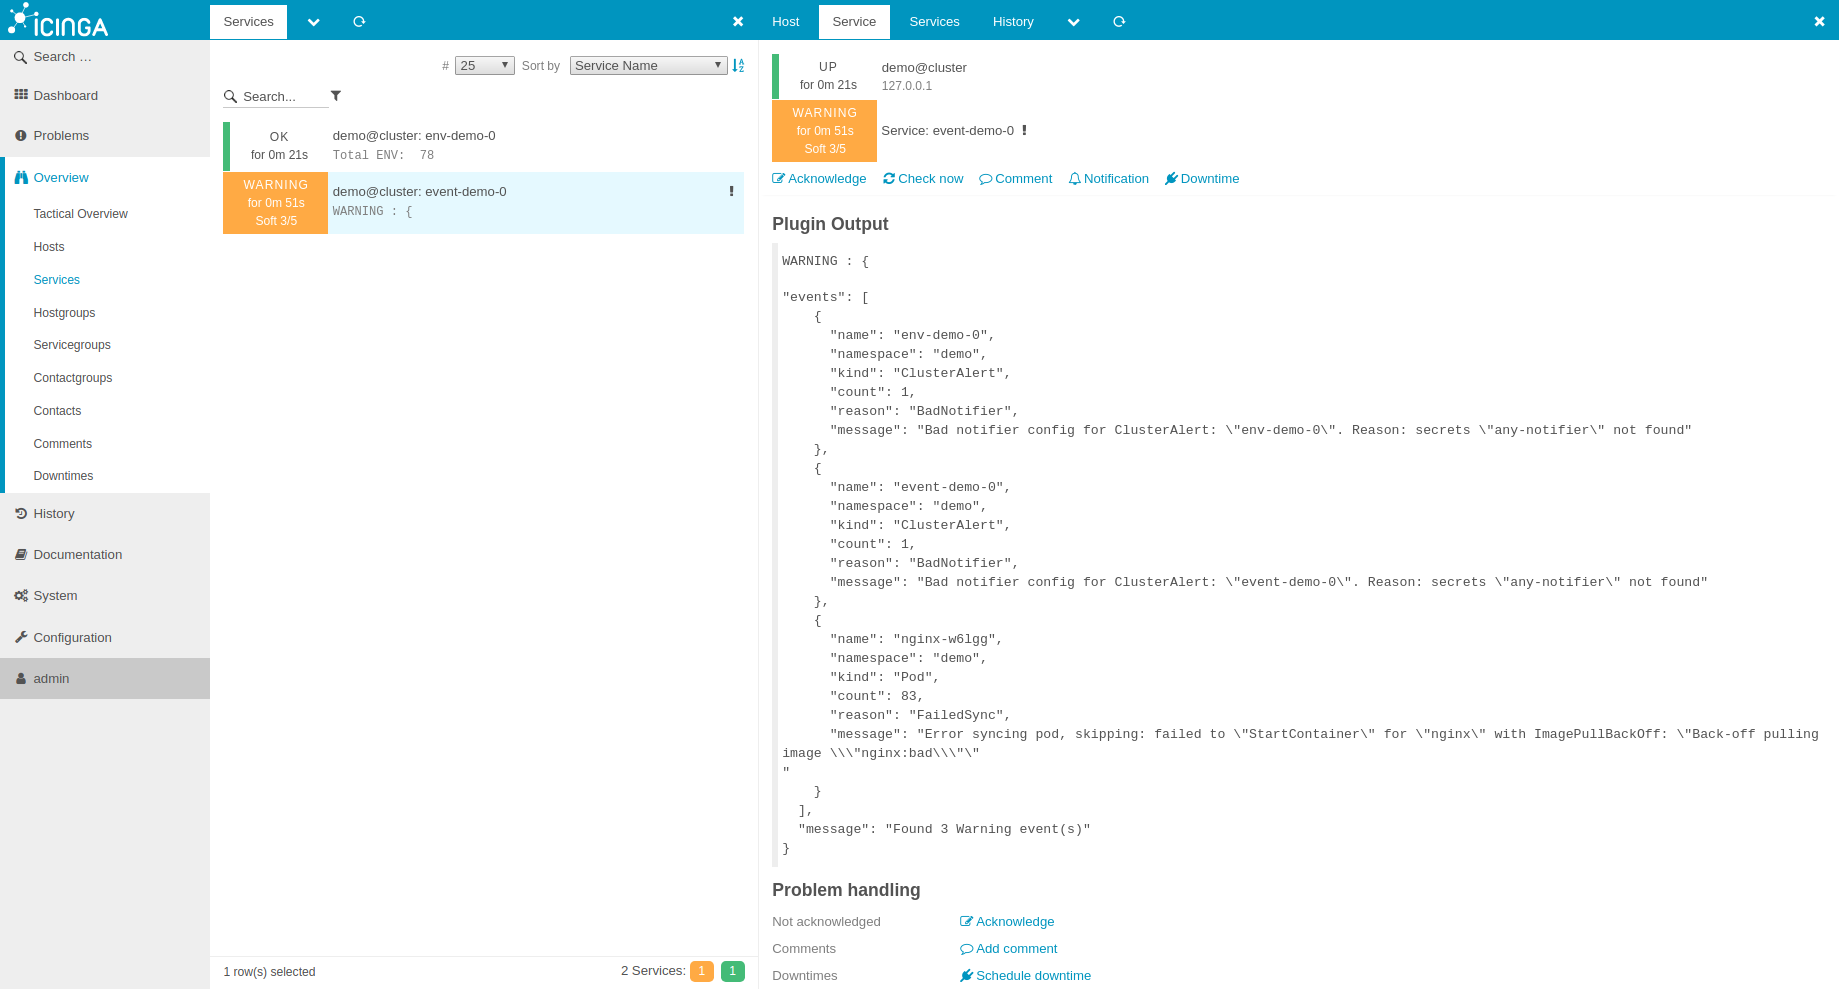 ICINGA
Search …
Dashboard
Problems
Overview
Tactical Overview
Hosts
Services
Hostgroups
Servicegroups
Contactgroups
Contacts
Comments
Downtimes
History
Documentation
System
Configuration
admin
Services
# 25 Sort by Service Name
Search...
OK
for 0m 21s
demo@cluster: env-demo-0
Total ENV:  78
WARNING
for 0m 51s
Soft 3/5
demo@cluster: event-demo-0
WARNING : {
1 row(s) selected
2 Services: 1 1
Host Service Services History
UP
for 0m 21s
demo@cluster
127.0.0.1
WARNING
for 0m 51s
Soft 3/5
Service: event-demo-0
Acknowledge Check now Comment Notification Downtime
Plugin Output
WARNING : {
"events": [
    {
      "name": "env-demo-0",
      "namespace": "demo",
      "kind": "ClusterAlert",
      "count": 1,
      "reason": "BadNotifier",
      "message": "Bad notifier config for ClusterAlert: \"env-demo-0\". Reason: secrets \"any-notifier\" not found"
    },
    {
      "name": "event-demo-0",
      "namespace": "demo",
      "kind": "ClusterAlert",
      "count": 1,
      "reason": "BadNotifier",
      "message": "Bad notifier config for ClusterAlert: \"event-demo-0\". Reason: secrets \"any-notifier\" not found"
    },
    {
      "name": "nginx-w6lgg",
      "namespace": "demo",
      "kind": "Pod",
      "count": 83,
      "reason": "FailedSync",
      "message": "Error syncing pod, skipping: failed to \"StartContainer\" for \"nginx\" with ImagePullBackOff: \"Back-off pulling
image \\\"nginx:bad\\\"\"
"
    }
  ],
  "message": "Found 3 Warning event(s)"
}
Problem handling
Not acknowledged Acknowledge
Comments Add comment
Downtimes Schedule downtime